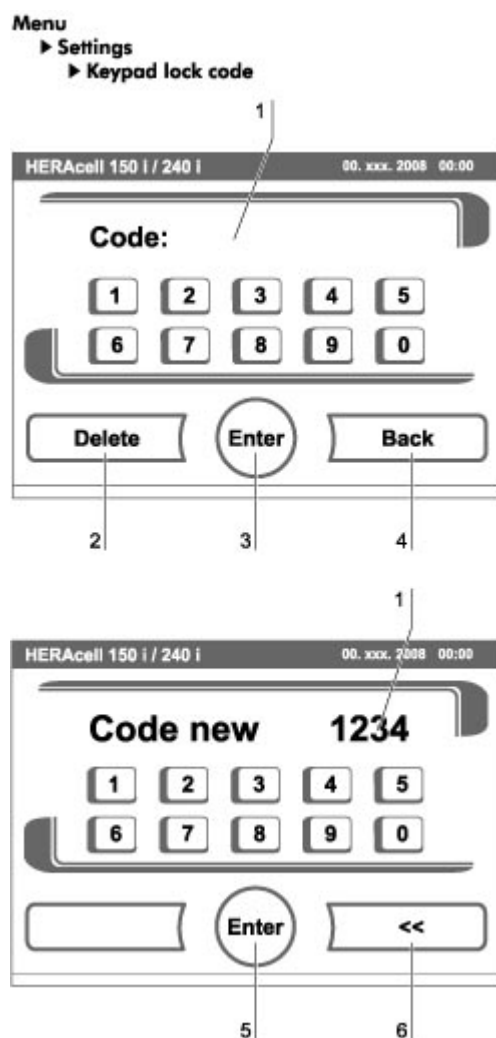 Menu
▶ Settings
▶ Keypad lock code
1
HERAcell 150 i / 240 i 00. xxx. 2008 00:00
Code:
1 2 3 4 5
6 7 8 9 0
Delete Enter Back
2 3 4
1
HERAcell 150 i / 240 i 00. xxx. 2008 00:00
Code new 1234
1 2 3 4 5
6 7 8 9 0
Enter <<
5 6